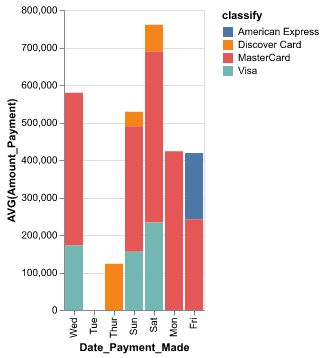 classify
American Express
Discover Card
MasterCard
Visa
AVG(Amount_Payment)
800,000
700,000
600,000
500,000
400,000
300,000
200,000
100,000
0
Wed
Tue
Thur
Sun
Sat
Mon
Fri
Date_Payment_Made